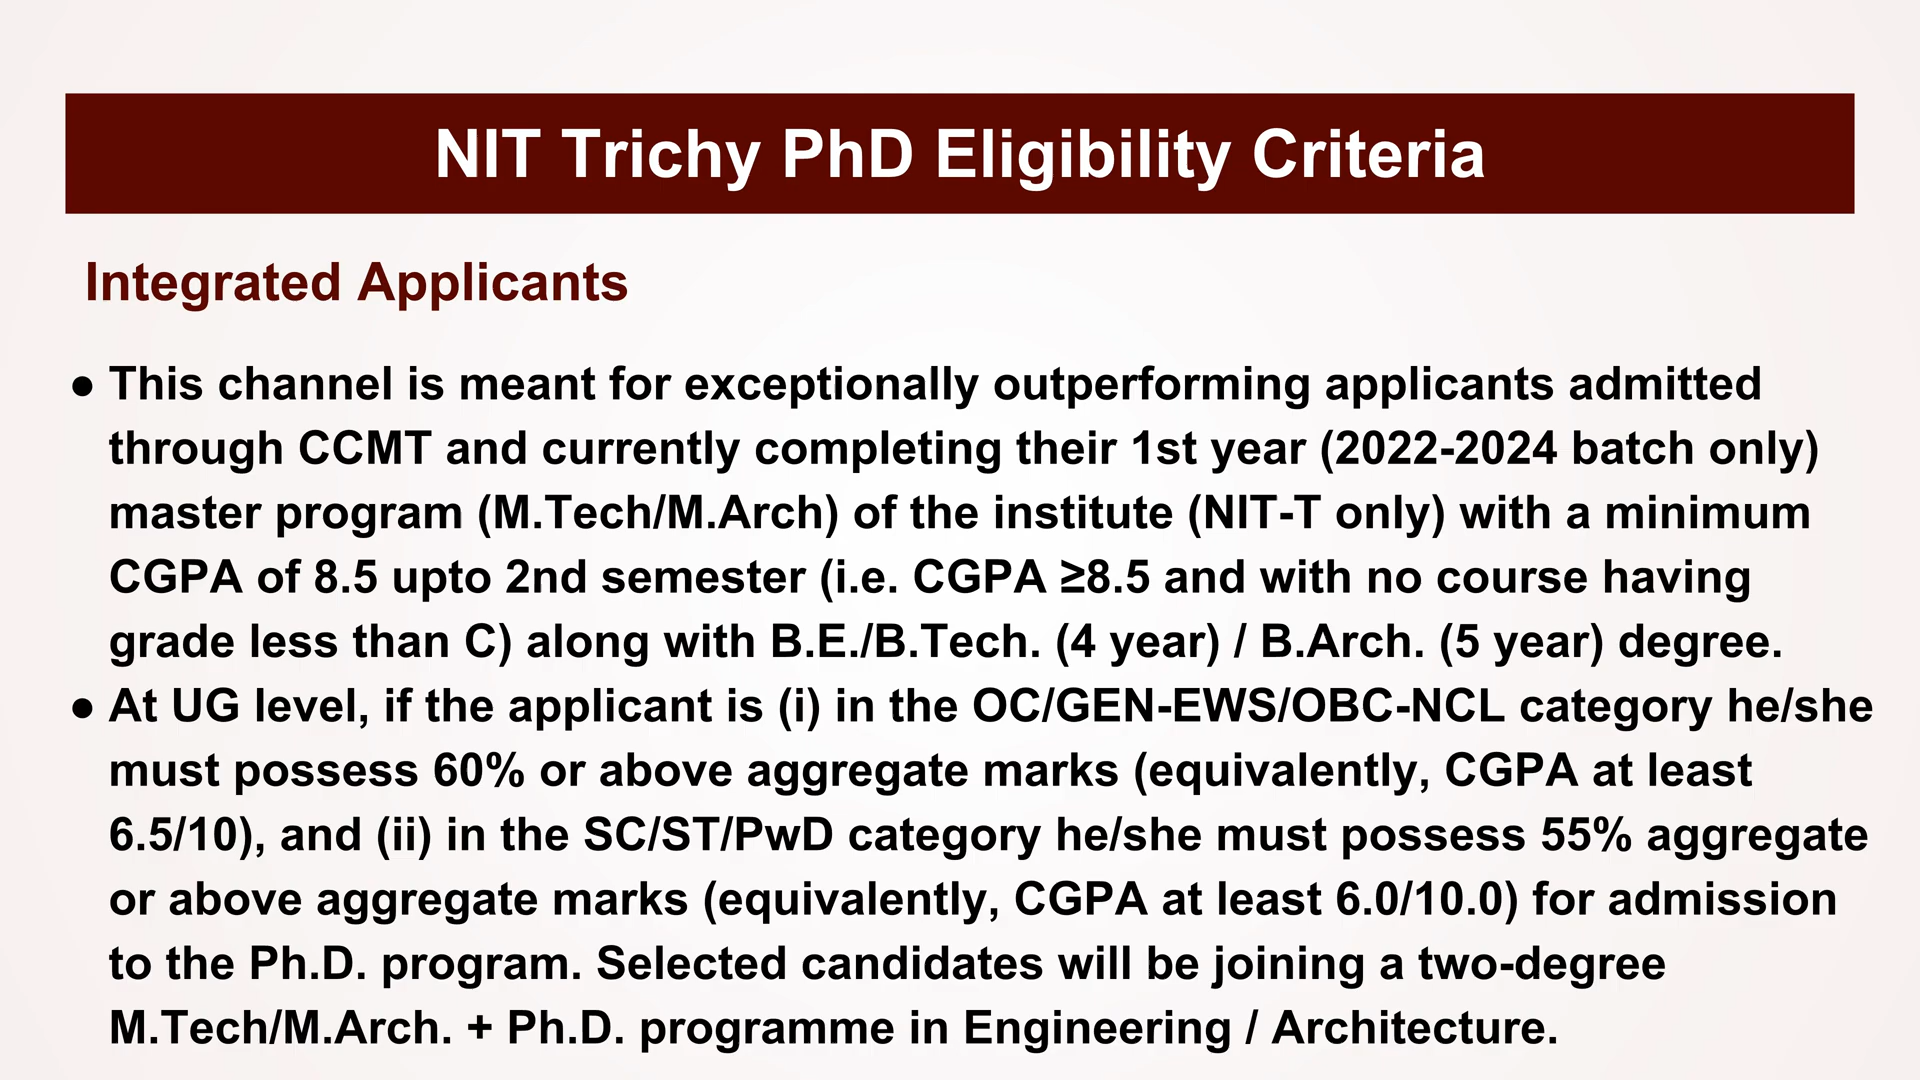 NIT Trichy PhD Eligibility Criteria
Integrated Applicants
● This channel is meant for exceptionally outperforming applicants admitted
through CCMT and currently completing their 1st year (2022-2024 batch only)
master program (M.Tech/M.Arch) of the institute (NIT-T only) with a minimum
CGPA of 8.5 upto 2nd semester (i.e. CGPA ≥8.5 and with no course having
grade less than C) along with B.E./B.Tech. (4 year) / B.Arch. (5 year) degree.
● At UG level, if the applicant is (i) in the OC/GEN-EWS/OBC-NCL category he/she
must possess 60% or above aggregate marks (equivalently, CGPA at least
6.5/10), and (ii) in the SC/ST/PwD category he/she must possess 55% aggregate
or above aggregate marks (equivalently, CGPA at least 6.0/10.0) for admission
to the Ph.D. program. Selected candidates will be joining a two-degree
M.Tech/M.Arch. + Ph.D. programme in Engineering / Architecture.